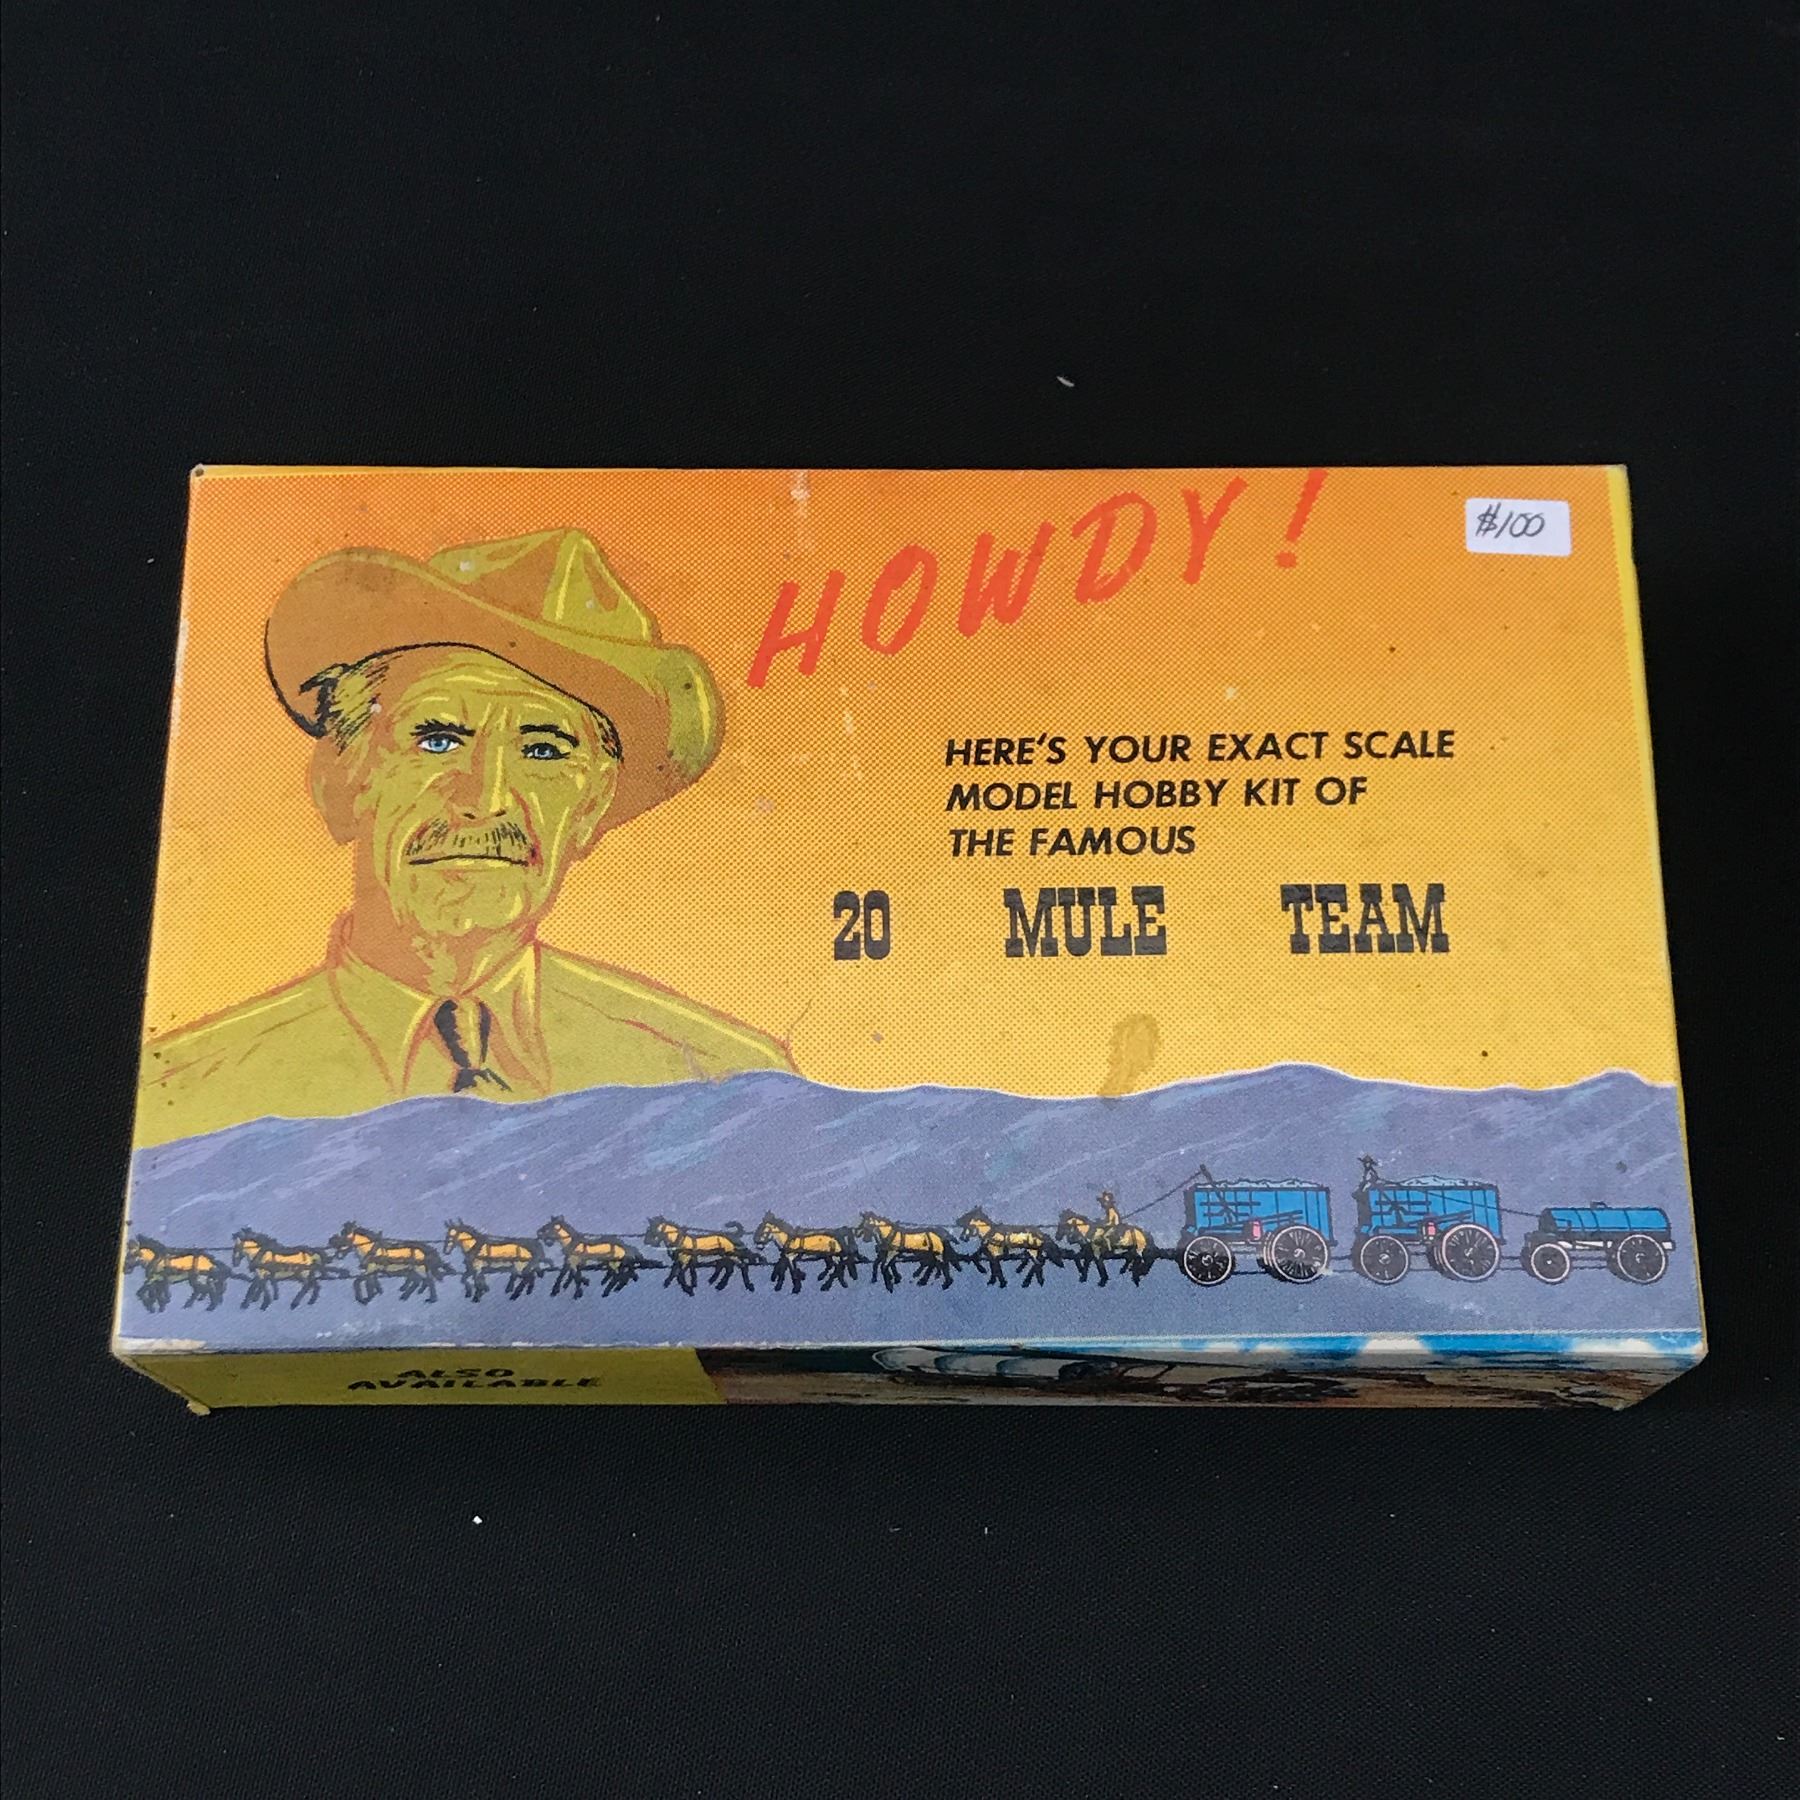 HOWDY!
$100
HERE'S YOUR EXACT SCALE
MODEL HOBBY KIT OF
THE FAMOUS
20 MULE TEAM
ALSO
AVAILABLE